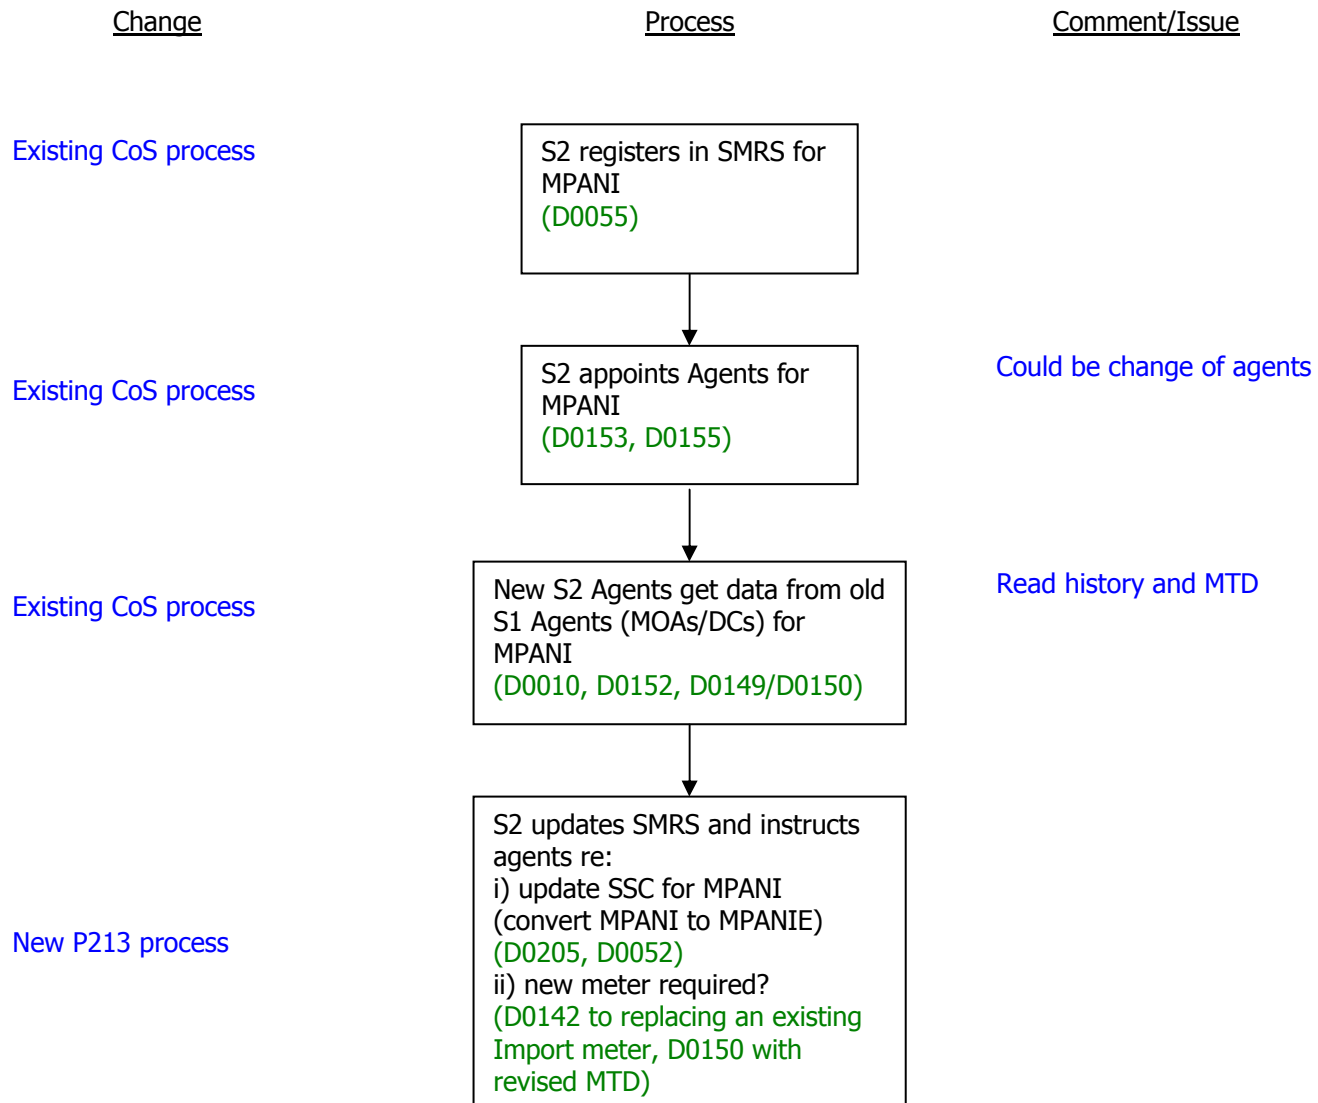 Change
Process
Comment/Issue
Existing CoS process
S2 registers in SMRS for
MPANI
(D0055)
Existing CoS process
S2 appoints Agents for
MPANI
(D0153, D0155)
Could be change of agents
Existing CoS process
New S2 Agents get data from old
S1 Agents (MOAs/DCs) for
MPANI
(D0010, D0152, D0149/D0150)
Read history and MTD
New P213 process
S2 updates SMRS and instructs
agents re:
i) update SSC for MPANI
(convert MPANI to MPANIE)
(D0205, D0052)
ii) new meter required?
(D0142 to replacing an existing
Import meter, D0150 with
revised MTD)